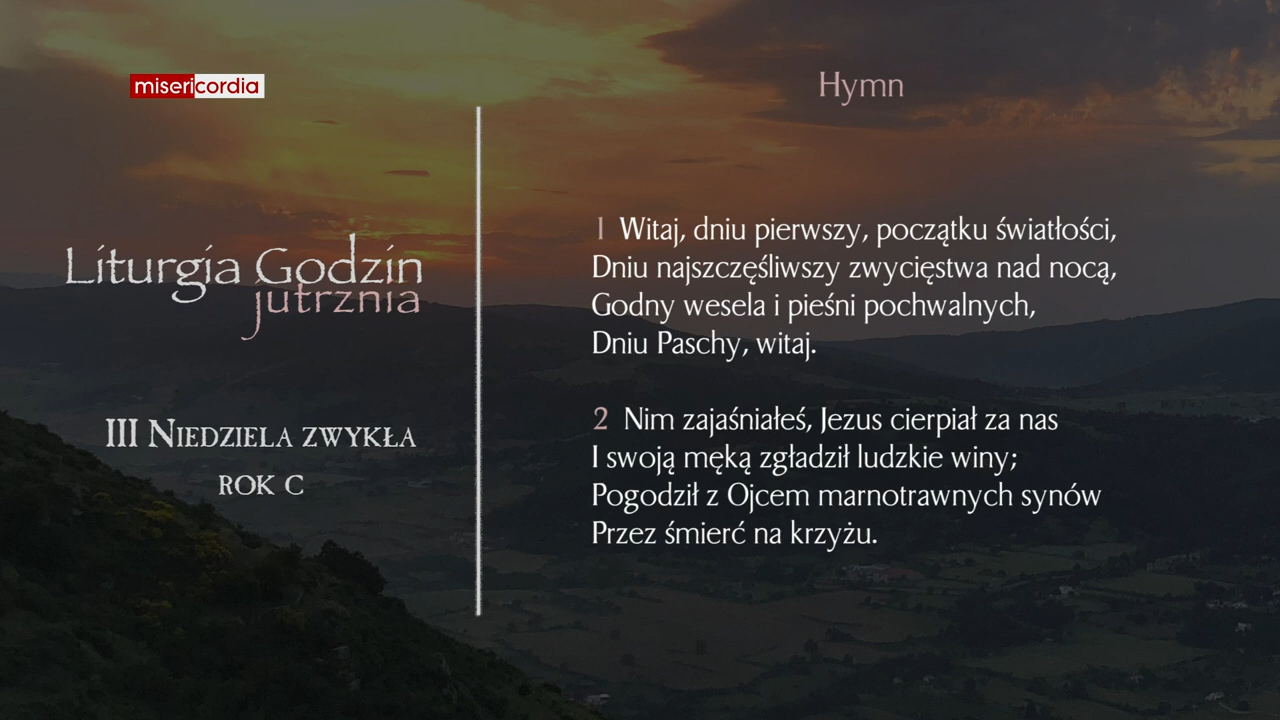 misericordia
Liturgia Godzin
jutrznia
III Niedziela zwykła
rok C
Hymn
1 Witaj, dniu pierwszy, początku światłości,
Dniu najszczęśliwszy zwycięstwa nad nocą,
Godny wesela i pieśni pochwalnych,
Dniu Paschy, witaj.
2 Nim zajaśniałeś, Jezus cierpiał za nas
I swoją męką zgładził ludzkie winy;
Pogodził z Ojcem marnotrawnych synów
Przez śmierć na krzyżu.